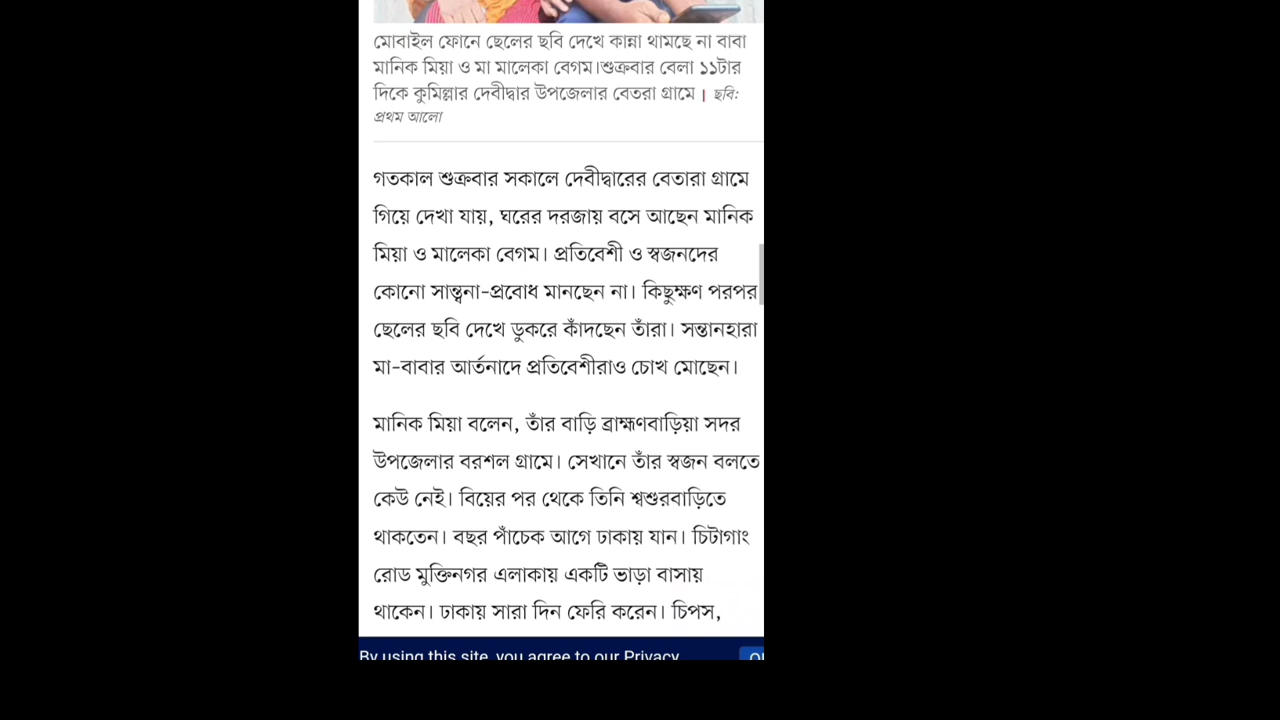 মোবাইল ফোনে ছেলের ছবি দেখে কান্না থামছে না বাবা
মানিক মিয়া ও মা মালেকা বেগম।শুক্রবার বেলা ১১টার
দিকে কুমিল্লার দেবীদ্বার উপজেলার বেতরা গ্রামে | ছবি:
প্রথম আলো
গতকাল শুক্রবার সকালে দেবীদ্বারের বেতারা গ্রামে
গিয়ে দেখা যায়, ঘরের দরজায় বসে আছেন মানিক
মিয়া ও মালেকা বেগম। প্রতিবেশী ও স্বজনদের
কোনো সান্ত্বনা-প্রবোধ মানছেন না। কিছুক্ষণ পরপর
ছেলের ছবি দেখে ডুকরে কাঁদছেন তাঁরা। সন্তানহারা
মা-বাবার আর্তনাদে প্রতিবেশীরাও চোখ মোছেন।
মানিক মিয়া বলেন, তাঁর বাড়ি ব্রাহ্মণবাড়িয়া সদর
উপজেলার বরশল গ্রামে। সেখানে তাঁর স্বজন বলতে
কেউ নেই। বিয়ের পর থেকে তিনি শ্বশুরবাড়িতে
থাকতেন। বছর পাঁচেক আগে ঢাকায় যান। চিটাগাং
রোড মুক্তিনগর এলাকায় একটি ভাড়া বাসায়
থাকেন। ঢাকায় সারা দিন ফেরি করেন। চিপস,
By using this site, you agree to our Privacy